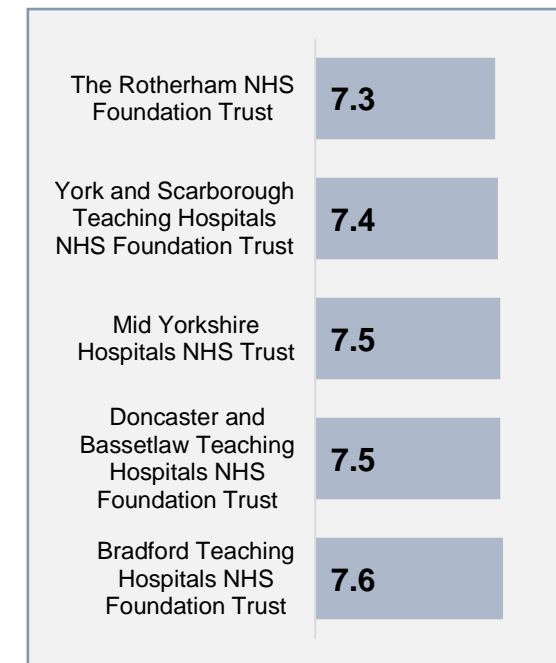 The Rotherham NHS
Foundation Trust
7.3
York and Scarborough
Teaching Hospitals
NHS Foundation Trust
7.4
Mid Yorkshire
Hospitals NHS Trust
7.5
Doncaster and
Bassetlaw Teaching
Hospitals NHS
Foundation Trust
7.5
Bradford Teaching
Hospitals NHS
Foundation Trust
7.6